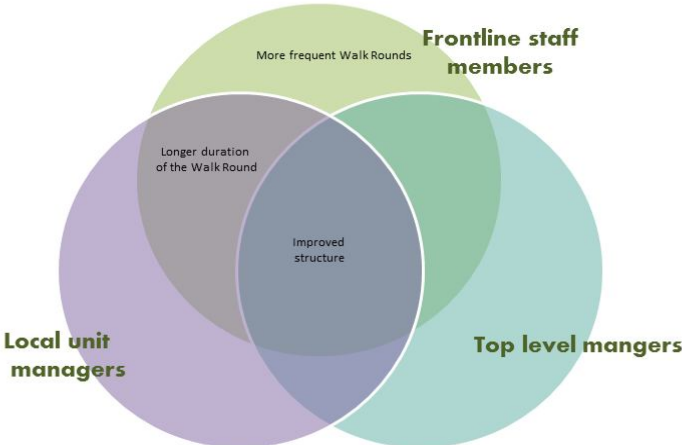 Frontline staff
members
More frequent Walk Rounds
Longer duration
of the Walk Round
Improved
structure
Local unit
managers
Top level mangers